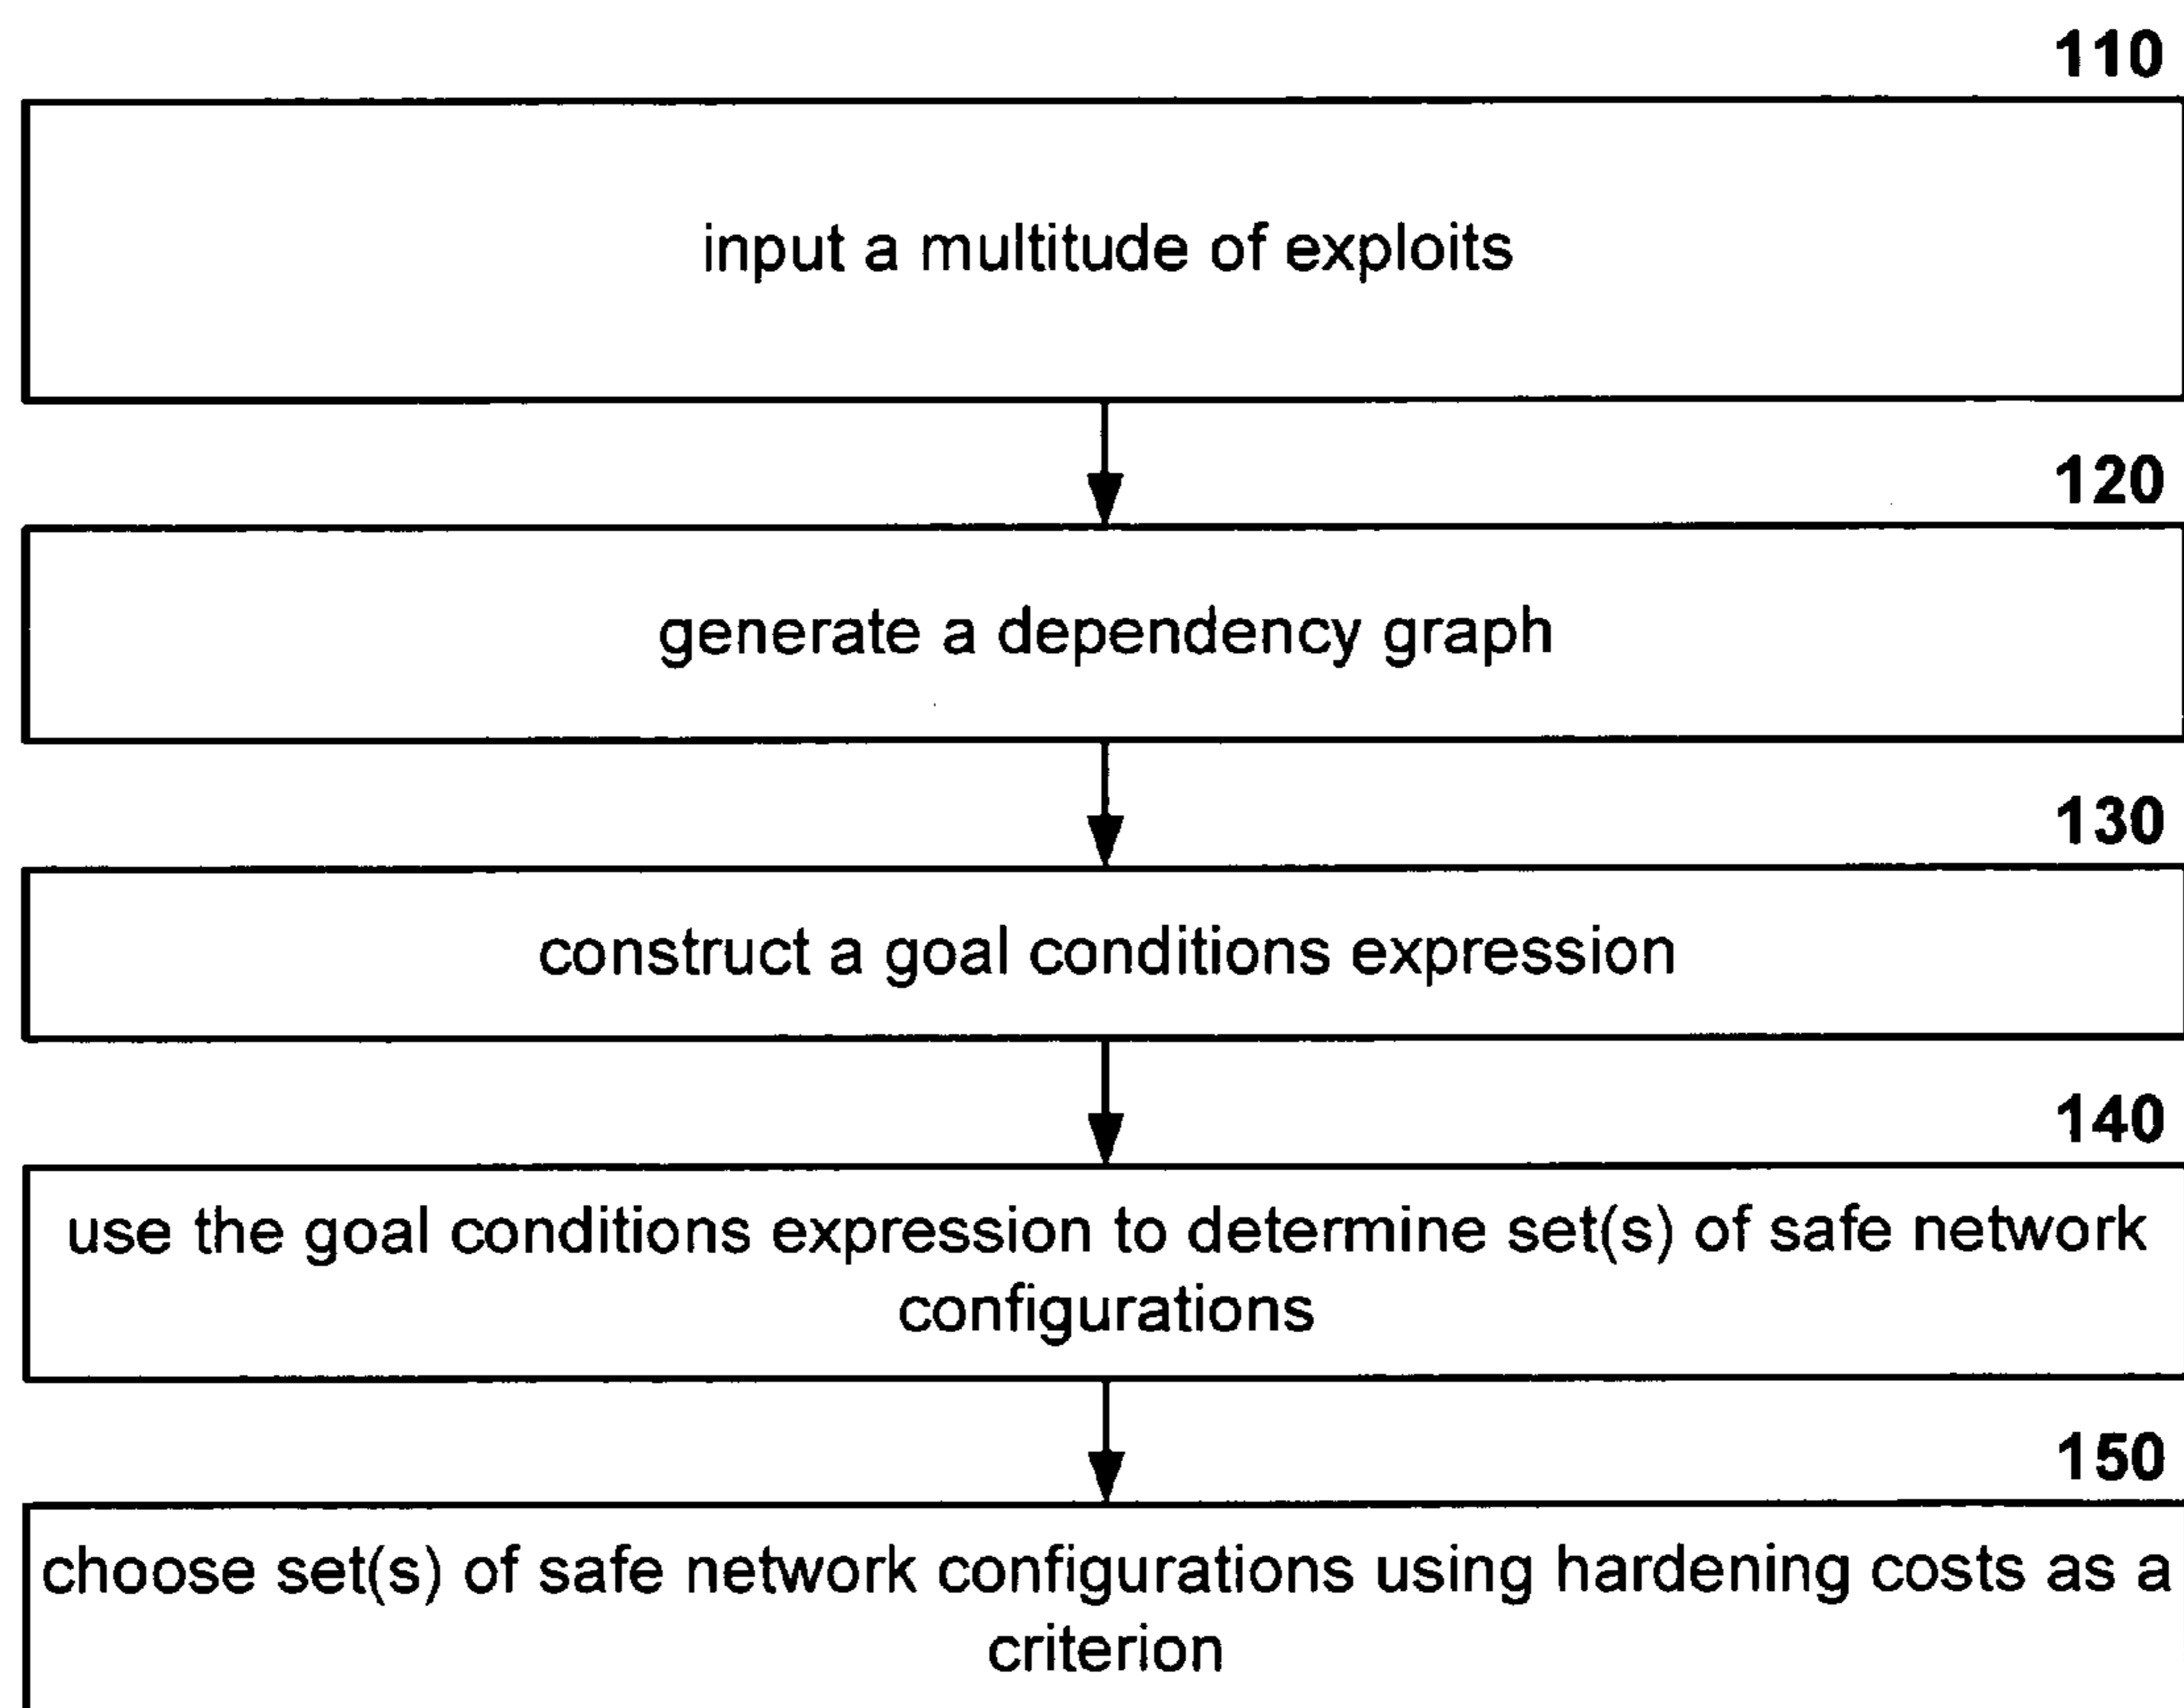 110
input a multitude of exploits
120
generate a dependency graph
130
construct a goal conditions expression
140
use the goal conditions expression to determine set(s) of safe network
configurations
150
choose set(s) of safe network configurations using hardening costs as a
criterion